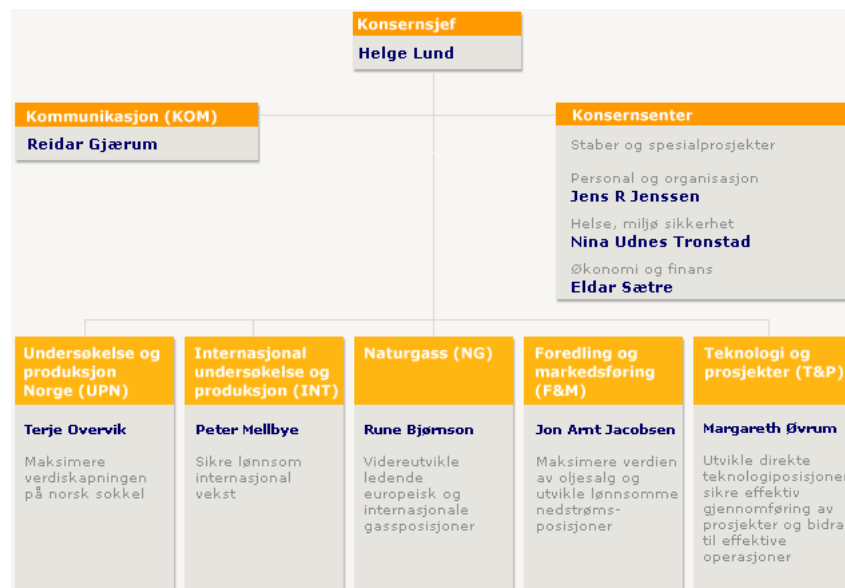 Konsernsjef
Helge Lund
Kommunikasjon (KOM)
Reidar Gjærum
Konsernsenter
Staber og spesialprosjekter
Personal og organisasjon
Jens R Jenssen
Helse, miljø sikkerhet
Nina Udnes Tronstad
Økonomi og finans
Eldar Sætre
Undersøkelse og
produksjon
Norge (UPN)
Terje Overvik
Maksimere
verdiskapningen
på norsk sokkel
Internasjonal
undersøkelse og
produksjon (INT)
Peter Mellbye
Sikre lønnsom
internasjonal
vekst
Naturgass (NG)
Rune Bjørnson
Videreutvikle
ledende
europeisk og
internasjonale
gassposisjoner
Foredling og
markedsføring
(F&M)
Jon Arnt Jacobsen
Maksimere verdien
av oljesalg og
utvikle lønnsomme
nedstrøms-
posisjoner
Teknologi og
prosjekter (T&P)
Margareth Øvrum
Utvikle direkte
teknologiposisjoner
sikre effektiv
gjennomføring av
prosjekter og bidra
til effektive
operasjoner